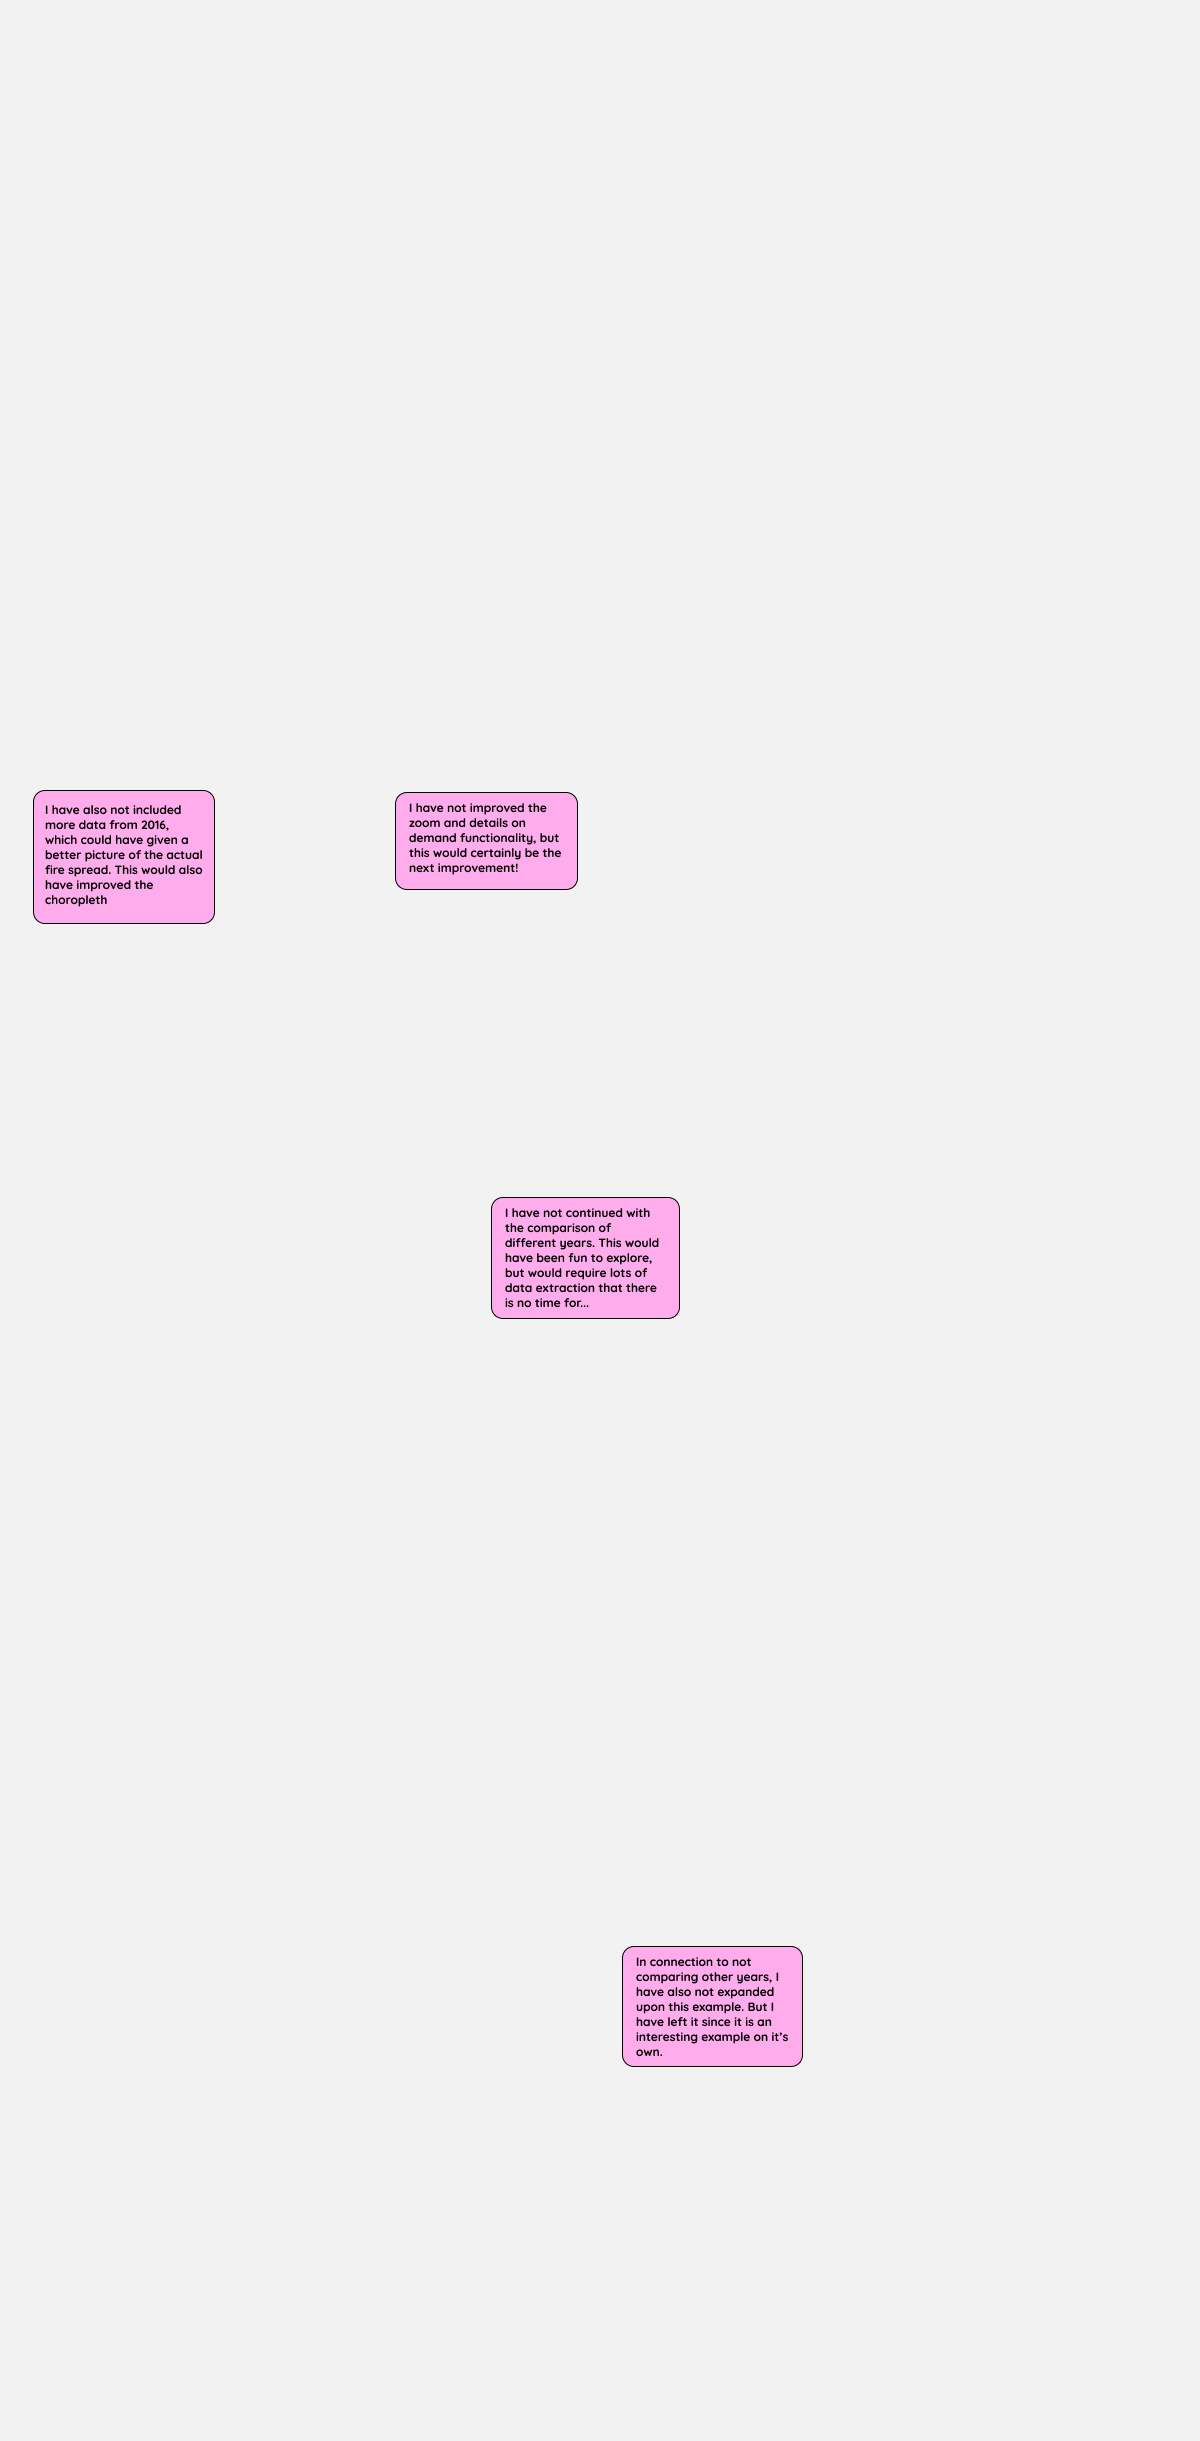 I have also not included
more data from 2016,
which could have given a
better picture of the actual
fire spread. This would also
have improved the
choropleth
I have not improved the
zoom and details on
demand functionality, but
this would certainly be the
next improvement!
I have not continued with
the comparison of
different years. This would
have been fun to explore,
but would require lots of
data extraction that there
is no time for...
In connection to not
comparing other years, I
have also not expanded
upon this example. But I
have left it since it is an
interesting example on it's
own.